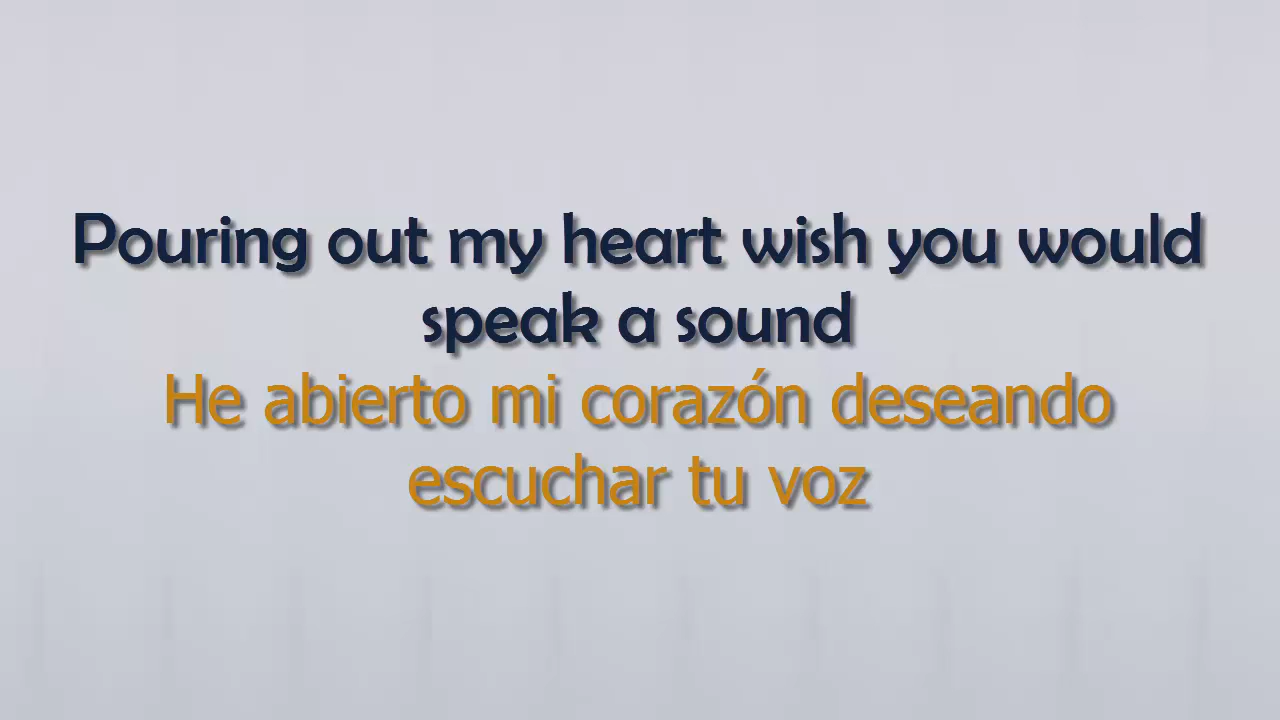 Pouring out my heart wish you would
speak a sound
He abierto mi corazón deseando
escuchar tu voz